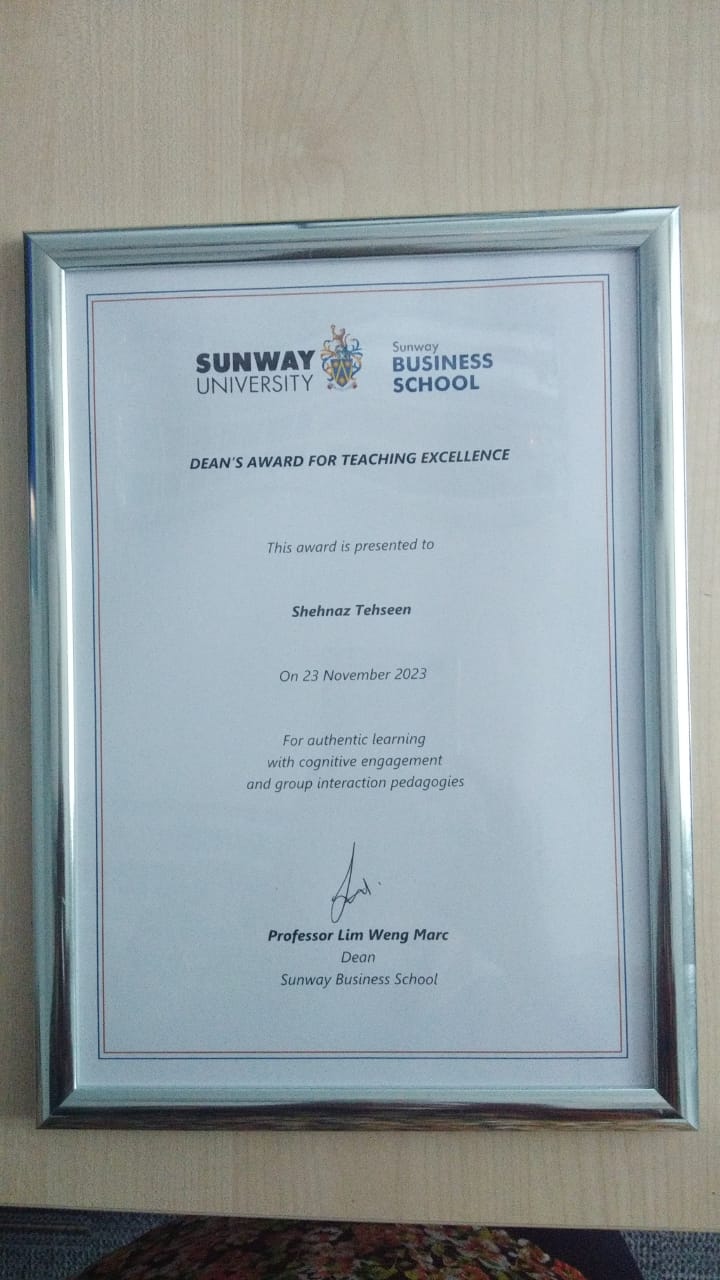 SUNWAY
UNIVERSITY
Sunway
BUSINESS
SCHOOL
DEAN'S AWARD FOR TEACHING EXCELLENCE
This award is presented to
Shehnaz Tehseen
On 23 November 2023
For authentic learning
with cognitive engagement
and group interaction pedagogies
Professor Lim Weng Marc
Dean
Sunway Business School